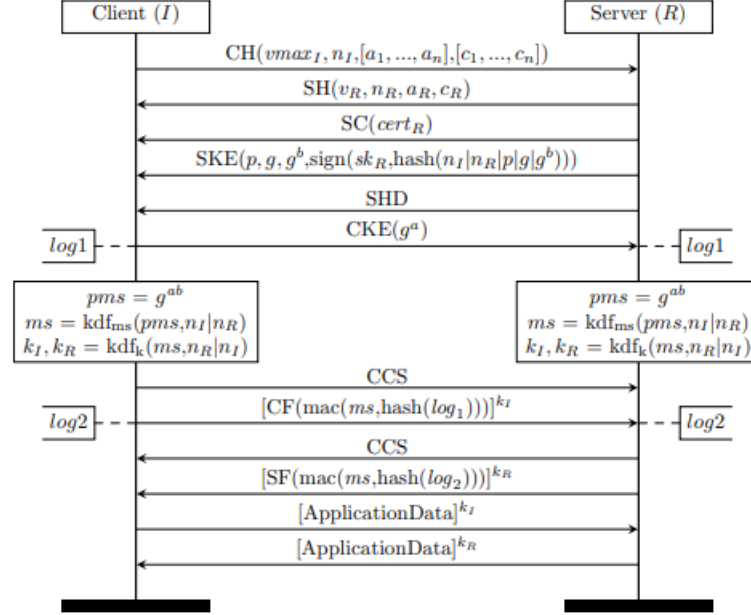 Client (I) Server (R)
CH(vmax_I, n_I,[a_1, ..., a_n],[c_1, ..., c_n])
SH(v_R, n_R, a_R, c_R)
SC(cert_R)
SKE(p, g, g^b,sign(sk_R,hash(n_I|n_R|p|g|g^b)))
SHD
log1 CKE(g^a) log1
pms = g^{ab} pms = g^{ab}
ms = kdf_ms(pms,n_I|n_R) ms = kdf_ms(pms,n_I|n_R)
k_I, k_R = kdf_k(ms,n_R|n_I) k_I, k_R = kdf_k(ms,n_R|n_I)
CCS
log2 [CF(mac(ms,hash(log_1)))]^{k_I} log2
CCS
[SF(mac(ms,hash(log_2)))]^{k_R}
[ApplicationData]^{k_I}
[ApplicationData]^{k_R}